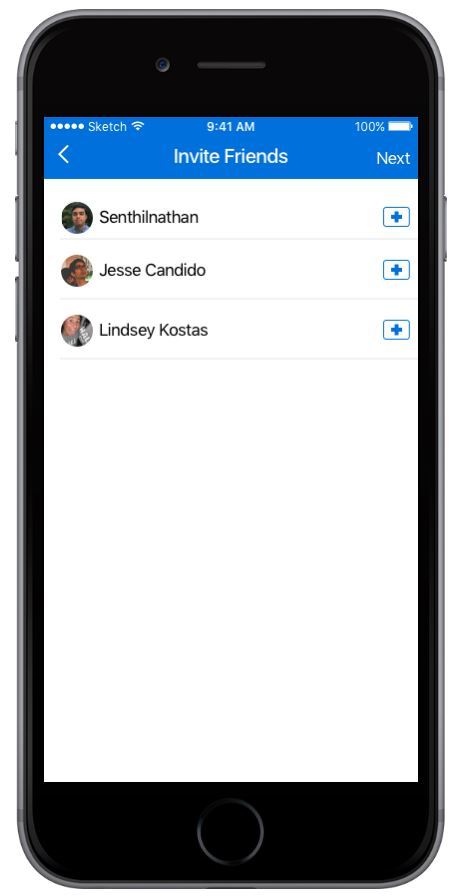 Sketch 9:41 AM 100%
Invite Friends Next
Senthilnathan
Jesse Candido
Lindsey Kostas